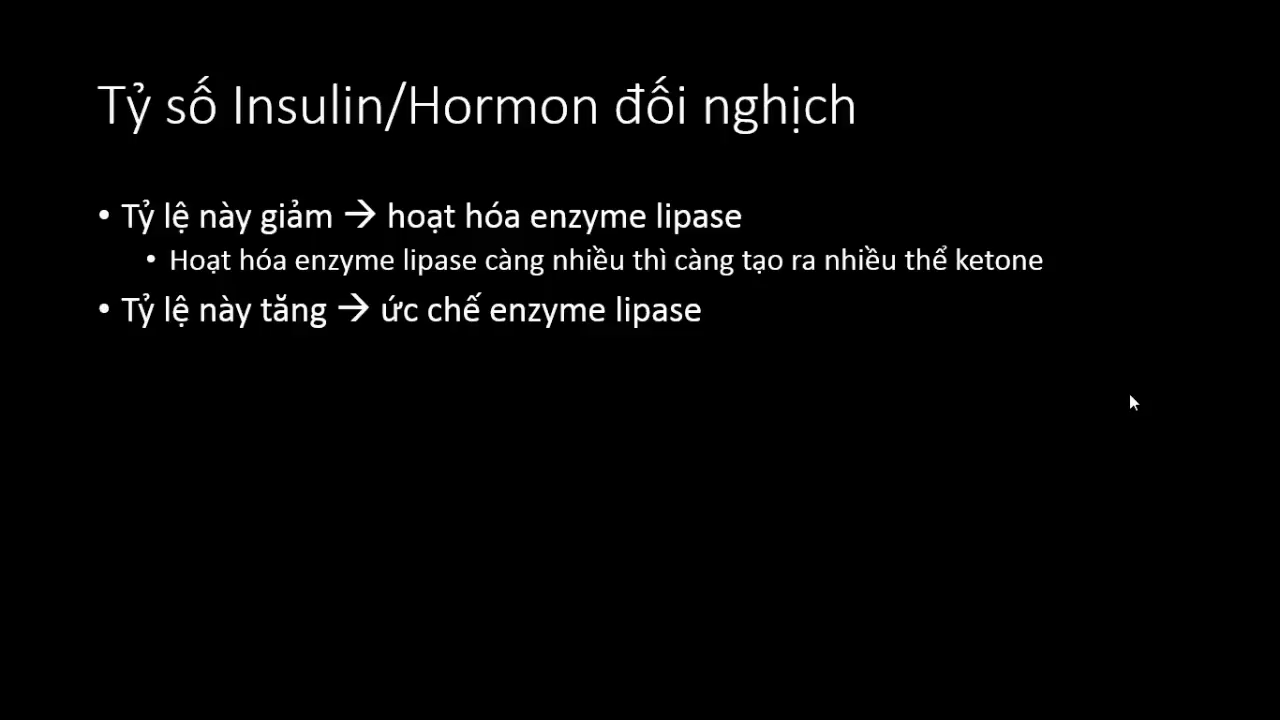 Tỷ số Insulin/Hormon đối nghịch
• Tỷ lệ này giảm → hoạt hóa enzyme lipase
• Hoạt hóa enzyme lipase càng nhiều thì càng tạo ra nhiều thể ketone
• Tỷ lệ này tăng → ức chế enzyme lipase